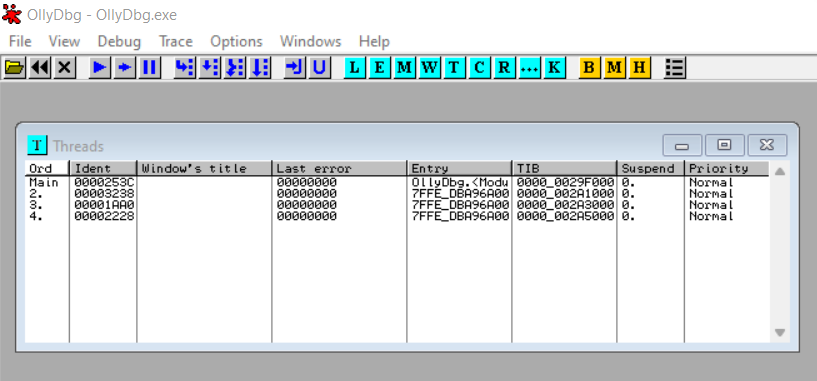 OllyDbg - OllyDbg.exe
File View Debug Trace Options Windows Help
L E M W T C R ... K B M H
T Threads
Ord Ident Window's title Last error Entry TIB Suspend Priority
Main 0000253C 00000000 OllyDbg.<Modu 0000_0029F000 0. Normal
2. 00003238 00000000 7FFE_DBA96A00 0000_002A1000 0. Normal
3. 00001AA0 00000000 7FFE_DBA96A00 0000_002A3000 0. Normal
4. 00002228 00000000 7FFE_DBA96A00 0000_002A5000 0. Normal